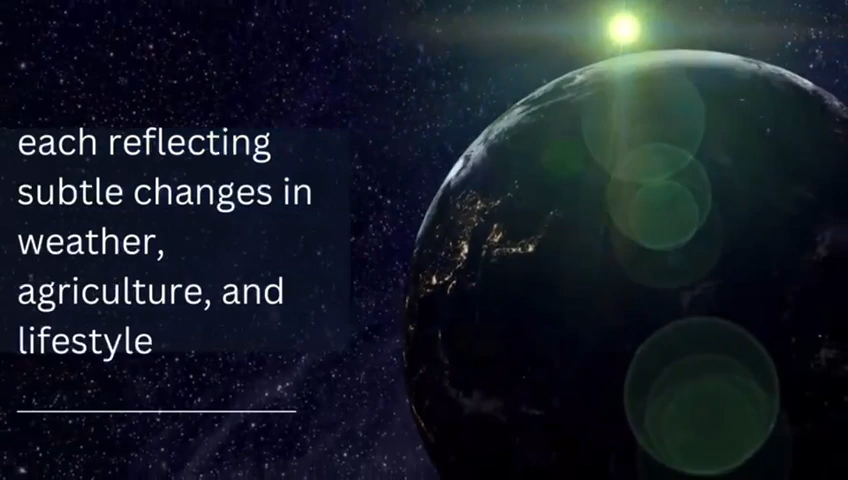 each reflecting
subtle changes in
weather,
agriculture, and
lifestyle